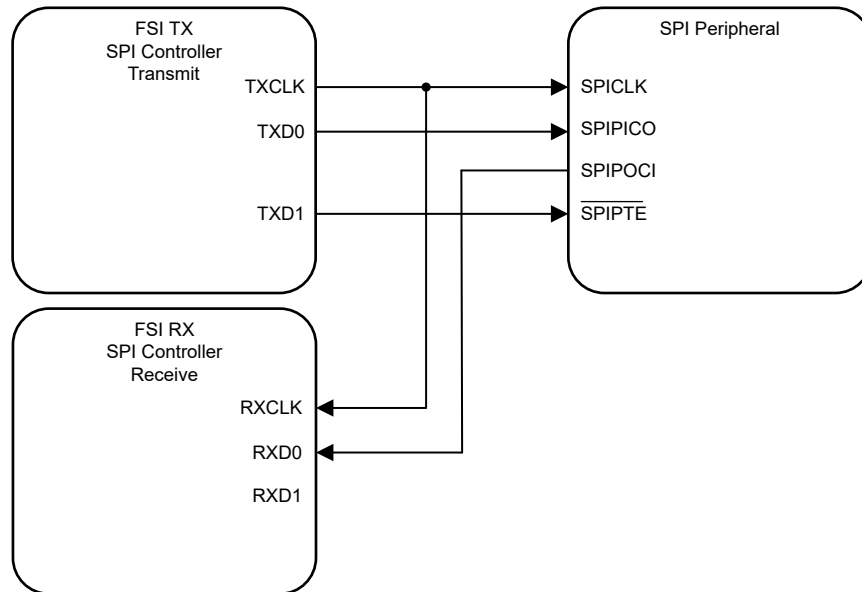 FSI TX
SPI Controller
Transmit
TXCLK
TXD0
TXD1
SPI Peripheral
SPICLK
SPIPICO
SPIPOCI
SPIPTE
FSI RX
SPI Controller
Receive
RXCLK
RXD0
RXD1